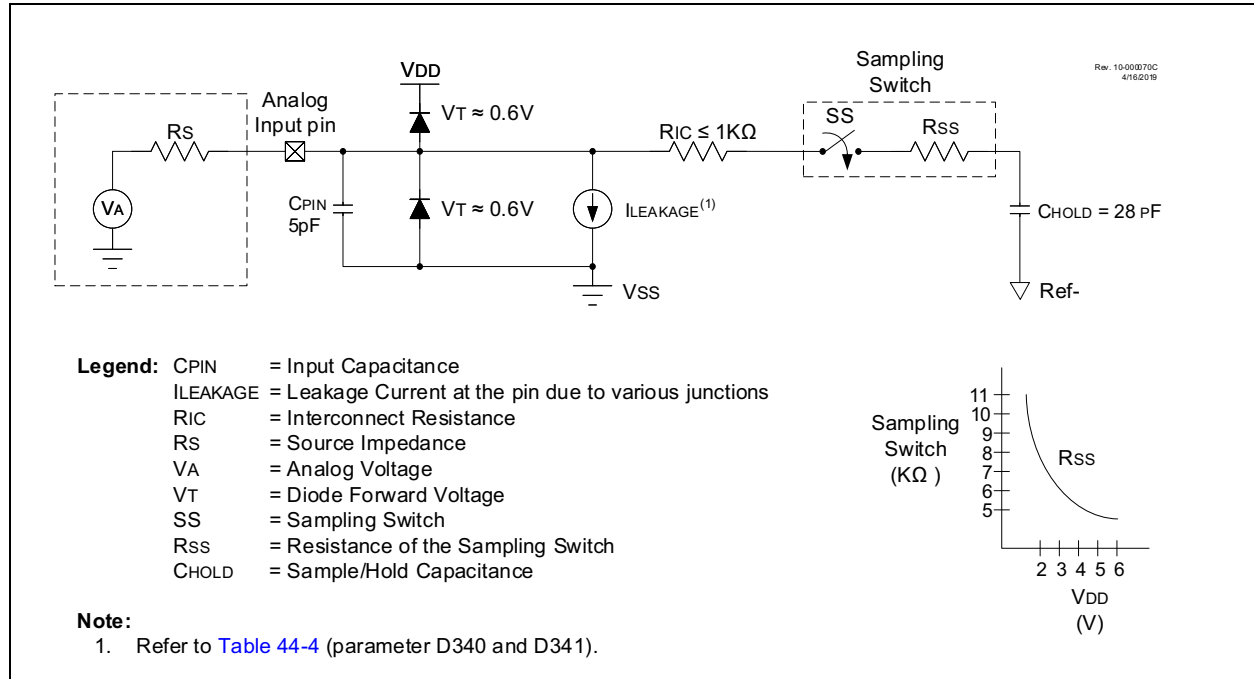 Rev. 10-000070C
4/16/2019
VDD
Sampling
Switch
Analog
Input pin
VT ≈ 0.6V
RS
RIC ≤ 1KΩ
SS
RSS
VA
CPIN
5pF
VT ≈ 0.6V
ILEAKAGE(1)
CHOLD = 28 PF
VSS
Ref-
Legend: CPIN = Input Capacitance
ILEAKAGE = Leakage Current at the pin due to various junctions
RIC = Interconnect Resistance
RS = Source Impedance
VA = Analog Voltage
VT = Diode Forward Voltage
SS = Sampling Switch
RSS = Resistance of the Sampling Switch
CHOLD = Sample/Hold Capacitance
Sampling
Switch
(KΩ )
11
10
9
8
7
6
5
RSS
2 3 4 5 6
VDD
(V)
Note:
1. Refer to Table 44-4 (parameter D340 and D341).